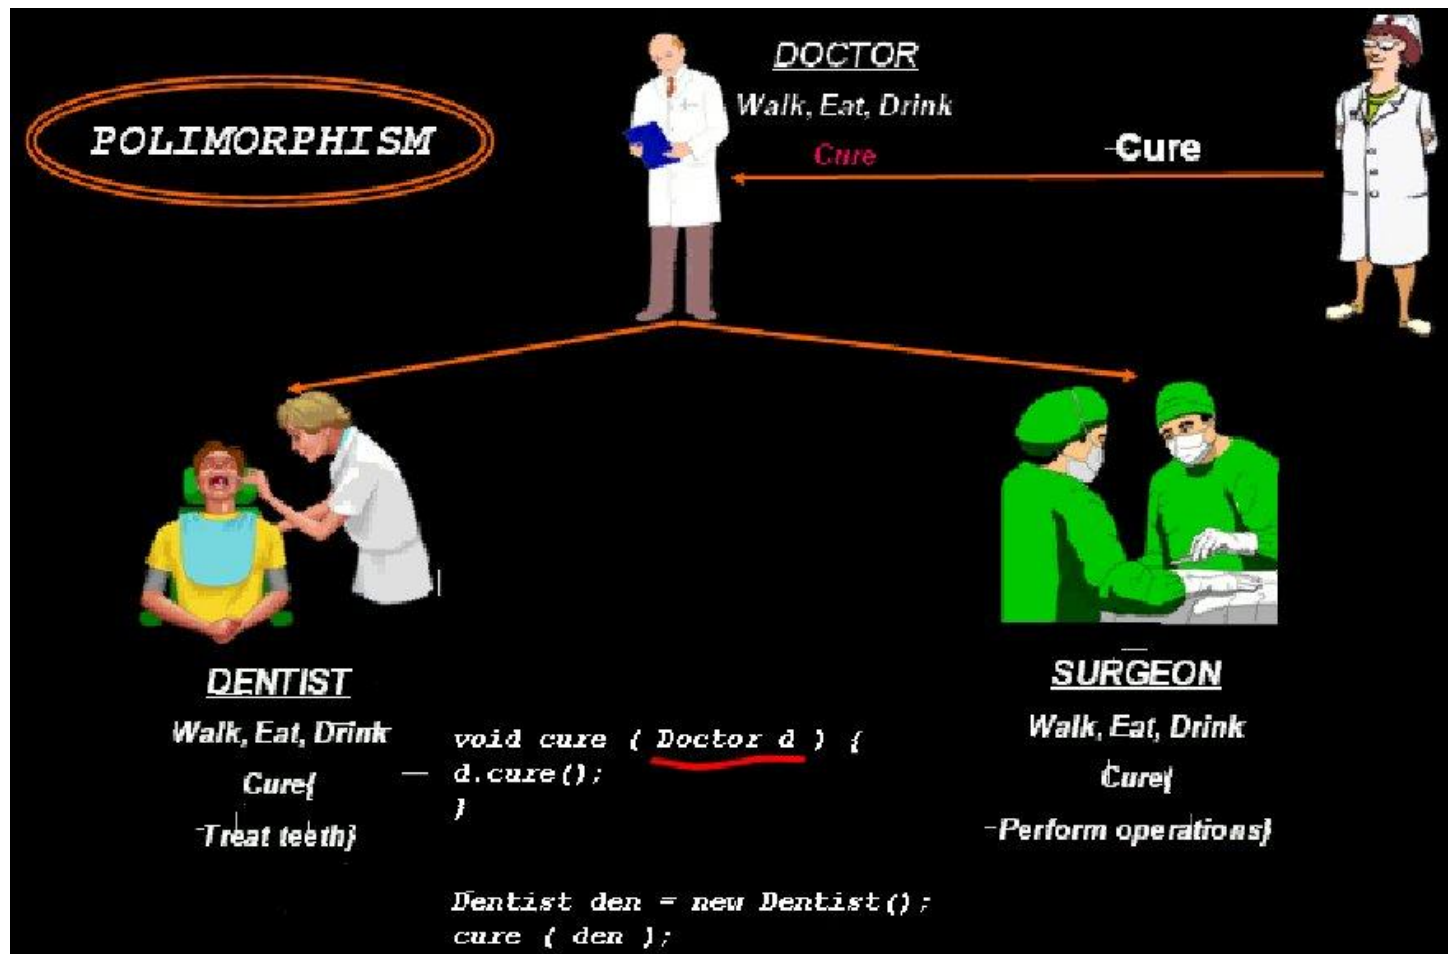 POLIMORPHISM
DOCTOR
Walk, Eat, Drink
Cure
Cure
DENTIST
Walk, Eat, Drink
Cure{
Treat teeth}
void cure ( Doctor d ) {
d.cure();
}
Dentist den = new Dentist();
cure ( den );
SURGEON
Walk, Eat, Drink
Cure{
Perform operations}